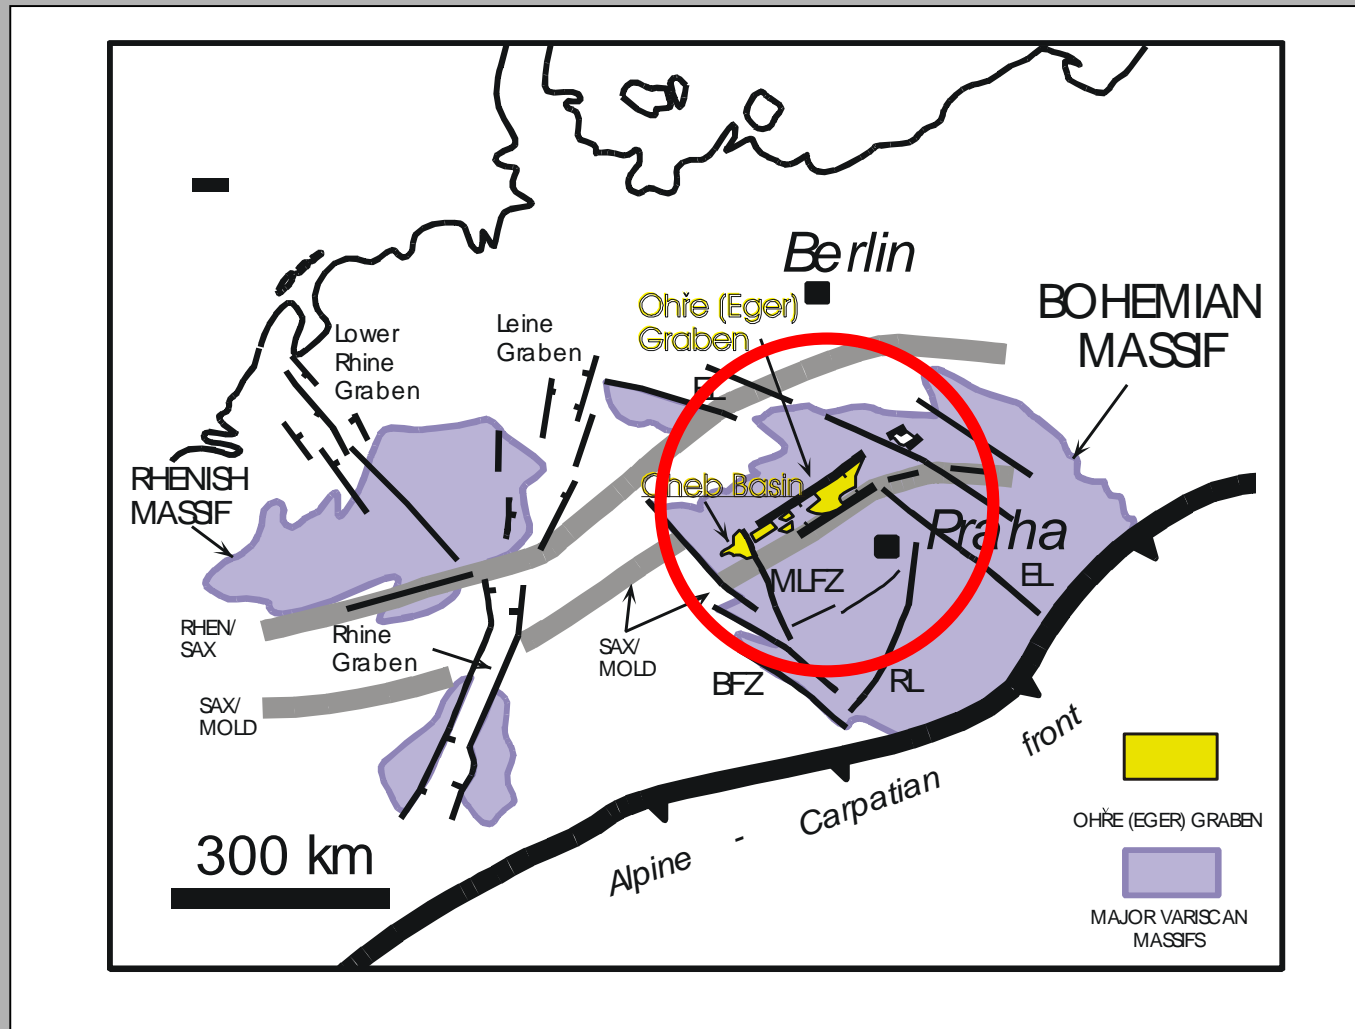 Berlin
Ohře (Eger)
Graben
BOHEMIAN
MASSIF
Lower
Rhine
Graben
Leine
Graben
EL
RHENISH
MASSIF
Cheb Basin
Praha
MLFZ
EL
RHEN/
SAX
Rhine
Graben
SAX/
MOLD
BFZ
RL
SAX/
MOLD
Alpine - Carpatian front
300 km
OHŘE (EGER) GRABEN
MAJOR VARISCAN
MASSIFS